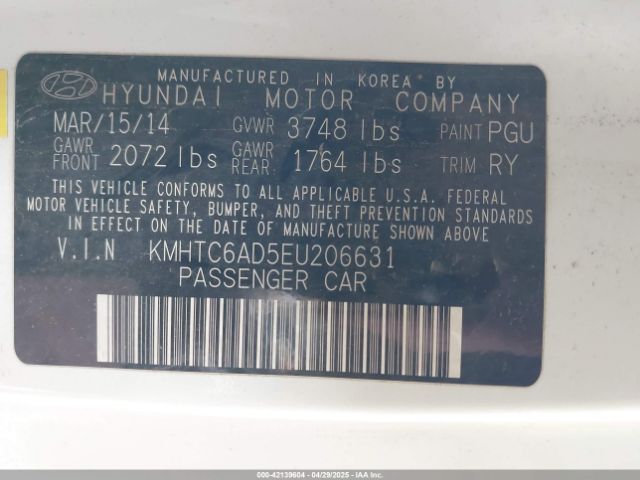 MANUFACTURED IN KOREA BY
HYUNDAI MOTOR COMPANY
MAR/15/14 GVWR 3748 lbs PAINT PGU
GAWR FRONT 2072 lbs GAWR REAR 1764 lbs TRIM RY
THIS VEHICLE CONFORMS TO ALL APPLICABLE U.S.A. FEDERAL
MOTOR VEHICLE SAFETY, BUMPER, AND THEFT PREVENTION STANDARDS IN
EFFECT ON THE DATE OF MANUFACTURE SHOWN ABOVE.
V.I.N KMHTC6AD5EU206631
PASSENGER CAR
000-42139604 - 04/29/2025 - IAAI.COM